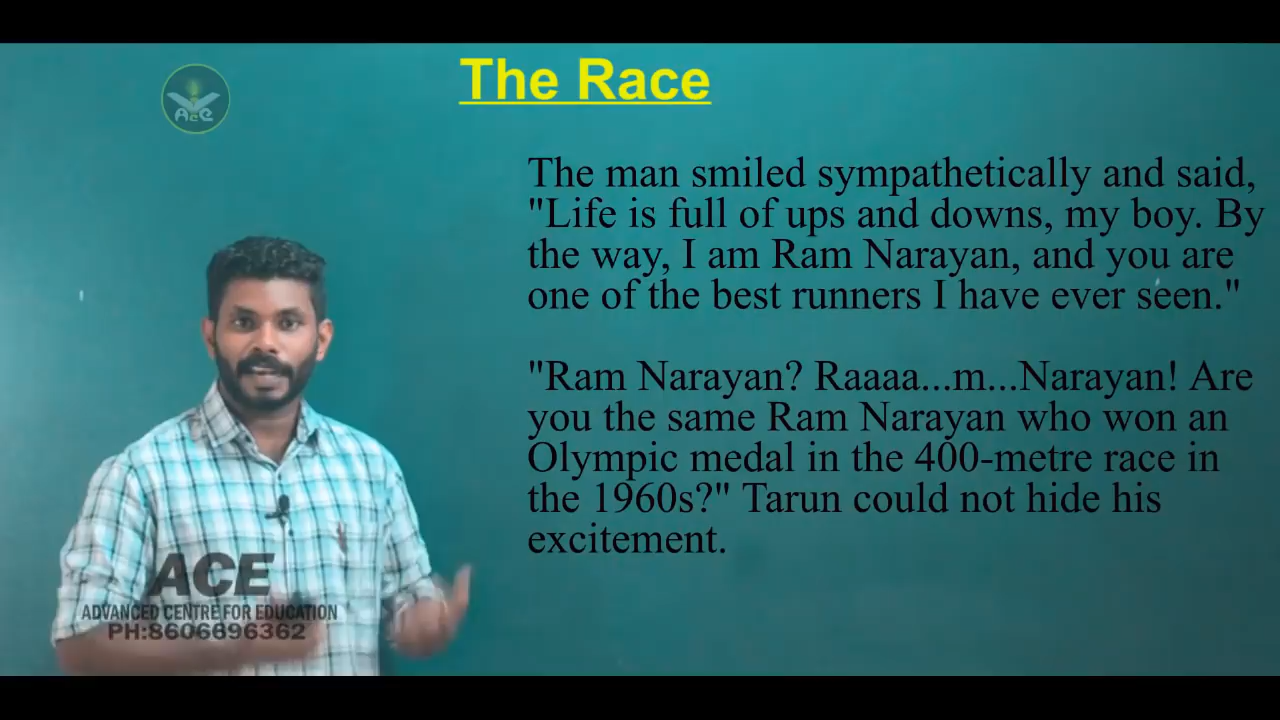 The Race
AcE
The man smiled sympathetically and said,
"Life is full of ups and downs, my boy. By
the way, I am Ram Narayan, and you are
one of the best runners I have ever seen."
"Ram Narayan? Raaaa...m...Narayan! Are
you the same Ram Narayan who won an
Olympic medal in the 400-metre race in
the 1960s?" Tarun could not hide his
excitement.
ACE
ADVANCED CENTRE FOR EDUCATION
PH:8606696362